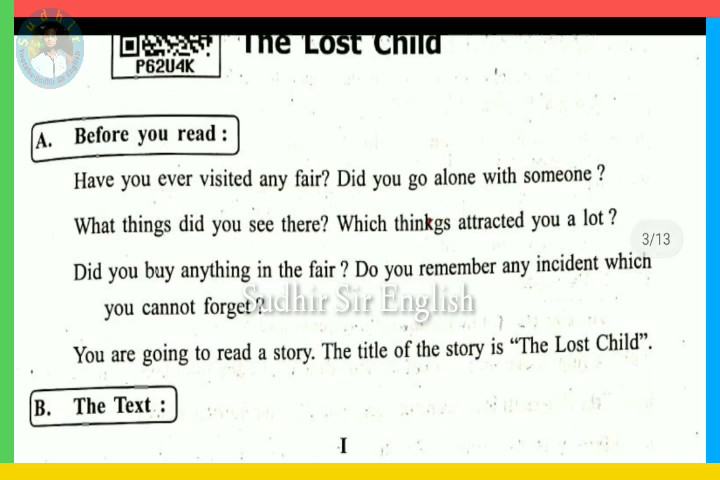 Sudhir
P62U4K
The Lost Child
A. Before you read :
Have you ever visited any fair? Did you go alone with someone ?
What things did you see there? Which thinkgs attracted you a lot ?
3/13
Did you buy anything in the fair ? Do you remember any incident which
you cannot forget ?
Sudhir Sir English
You are going to read a story. The title of the story is “The Lost Child”.
B. The Text :
I